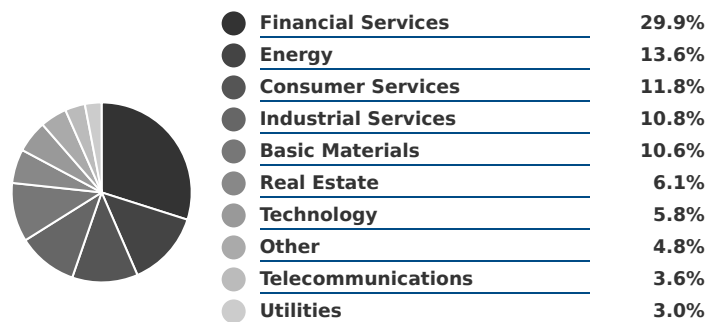 Financial Services 29.9%
Energy 13.6%
Consumer Services 11.8%
Industrial Services 10.8%
Basic Materials 10.6%
Real Estate 6.1%
Technology 5.8%
Other 4.8%
Telecommunications 3.6%
Utilities 3.0%